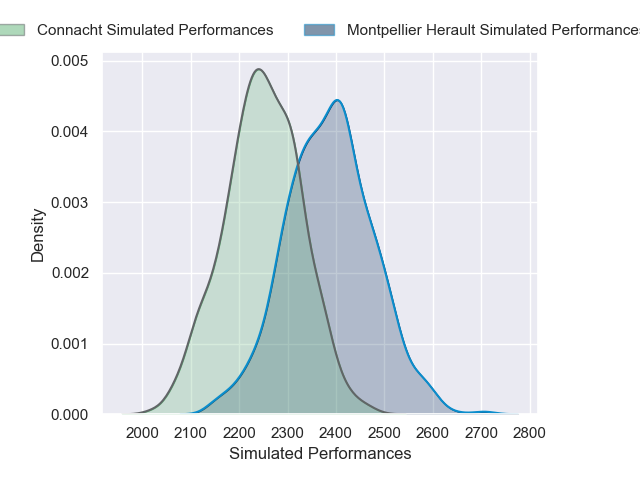 Connacht Simulated Performances
Montpellier Herault Simulated Performances
0.005
0.004
0.003
0.002
0.001
0.000
Density
2000 2100 2200 2300 2400 2500 2600 2700 2800
Simulated Performances